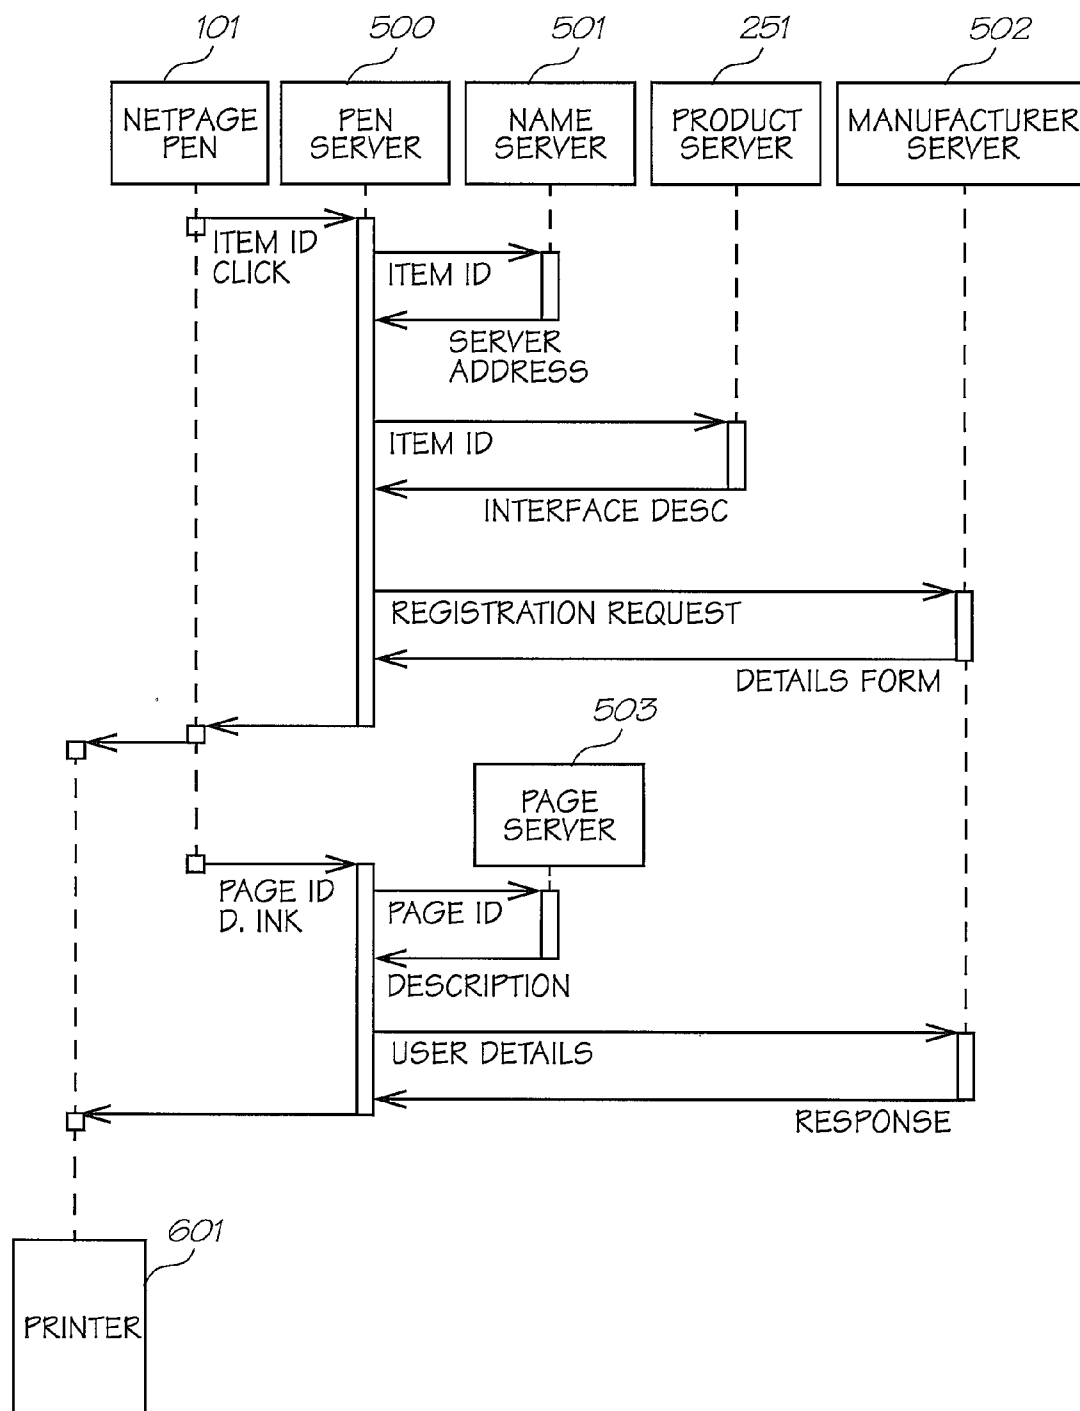 101
500
501
251
502
NETPAGE
PEN
PEN
SERVER
NAME
SERVER
PRODUCT
SERVER
MANUFACTURER
SERVER
ITEM ID
CLICK
ITEM ID
SERVER
ADDRESS
ITEM ID
INTERFACE DESC
REGISTRATION REQUEST
DETAILS FORM
503
PAGE
SERVER
PAGE ID
D. INK
PAGE ID
DESCRIPTION
USER DETAILS
RESPONSE
601
PRINTER